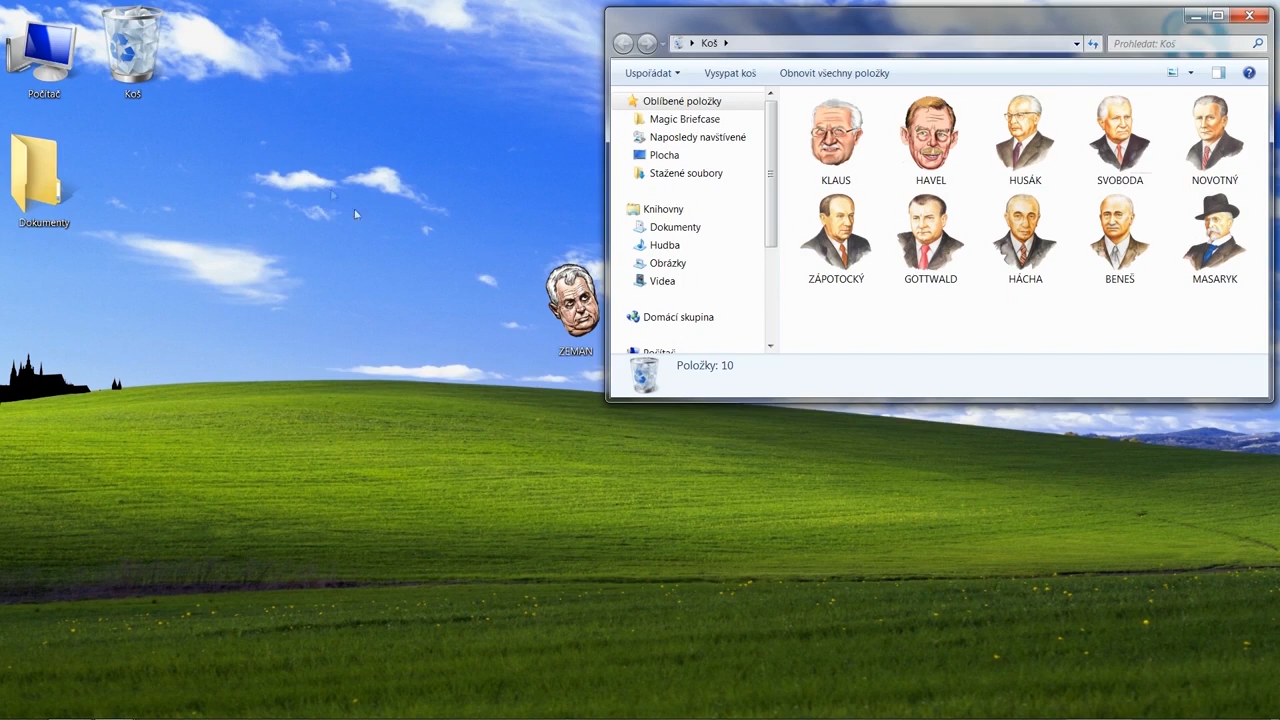 Počítač
Koš
Dokumenty
ZEMAN
Koš
Prohledat: Koš
Uspořádat
Vysypat koš
Obnovit všechny položky
Oblíbené položky
Magic Briefcase
Naposledy navštívené
Plocha
Stažené soubory
Knihovny
Dokumenty
Hudba
Obrázky
Videa
Domácí skupina
Počítač
KLAUS
HAVEL
HUSÁK
SVOBODA
NOVOTNÝ
ZÁPOTOCKÝ
GOTTWALD
HÁCHA
BENEŠ
MASARYK
Položky: 10